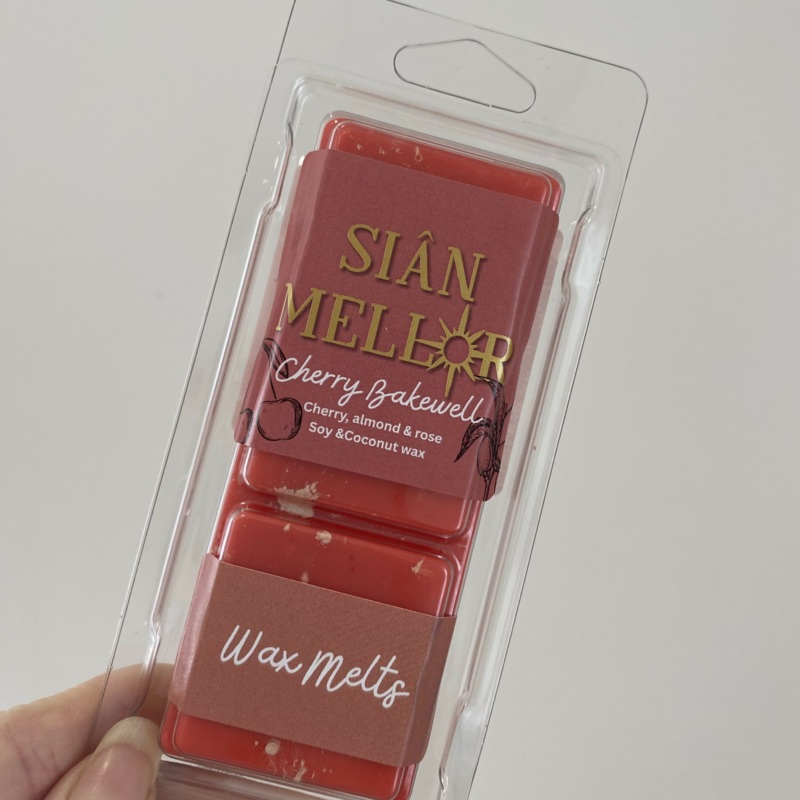 SIÂN
MELLOR
Cherry Bakewell
Cherry, almond & rose
Soy &Coconut wax
Wax Melts